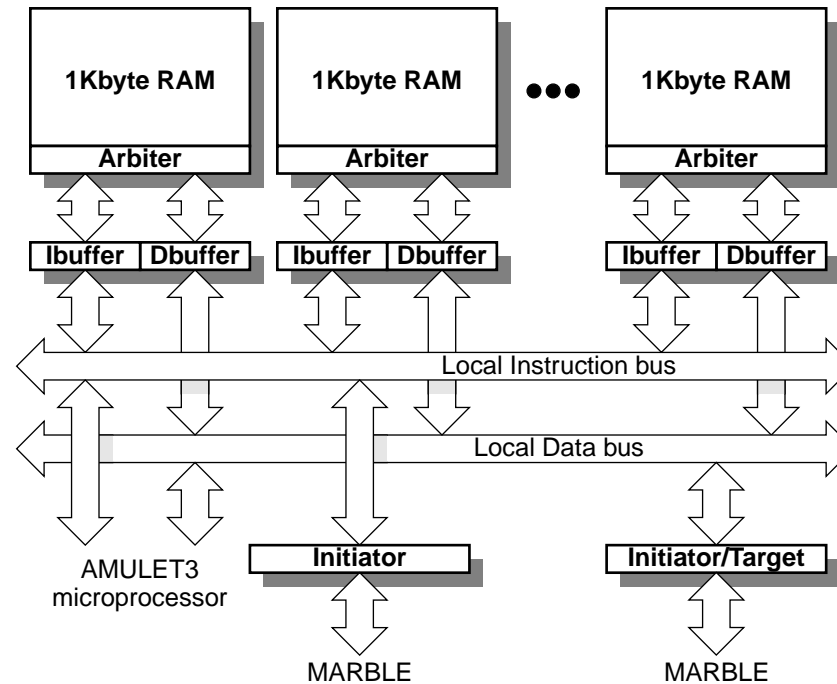 1Kbyte RAM
1Kbyte RAM
1Kbyte RAM
Arbiter
Arbiter
Arbiter
Ibuffer
Dbuffer
Ibuffer
Dbuffer
Ibuffer
Dbuffer
Local Instruction bus
Local Data bus
AMULET3
microprocessor
Initiator
Initiator/Target
MARBLE
MARBLE